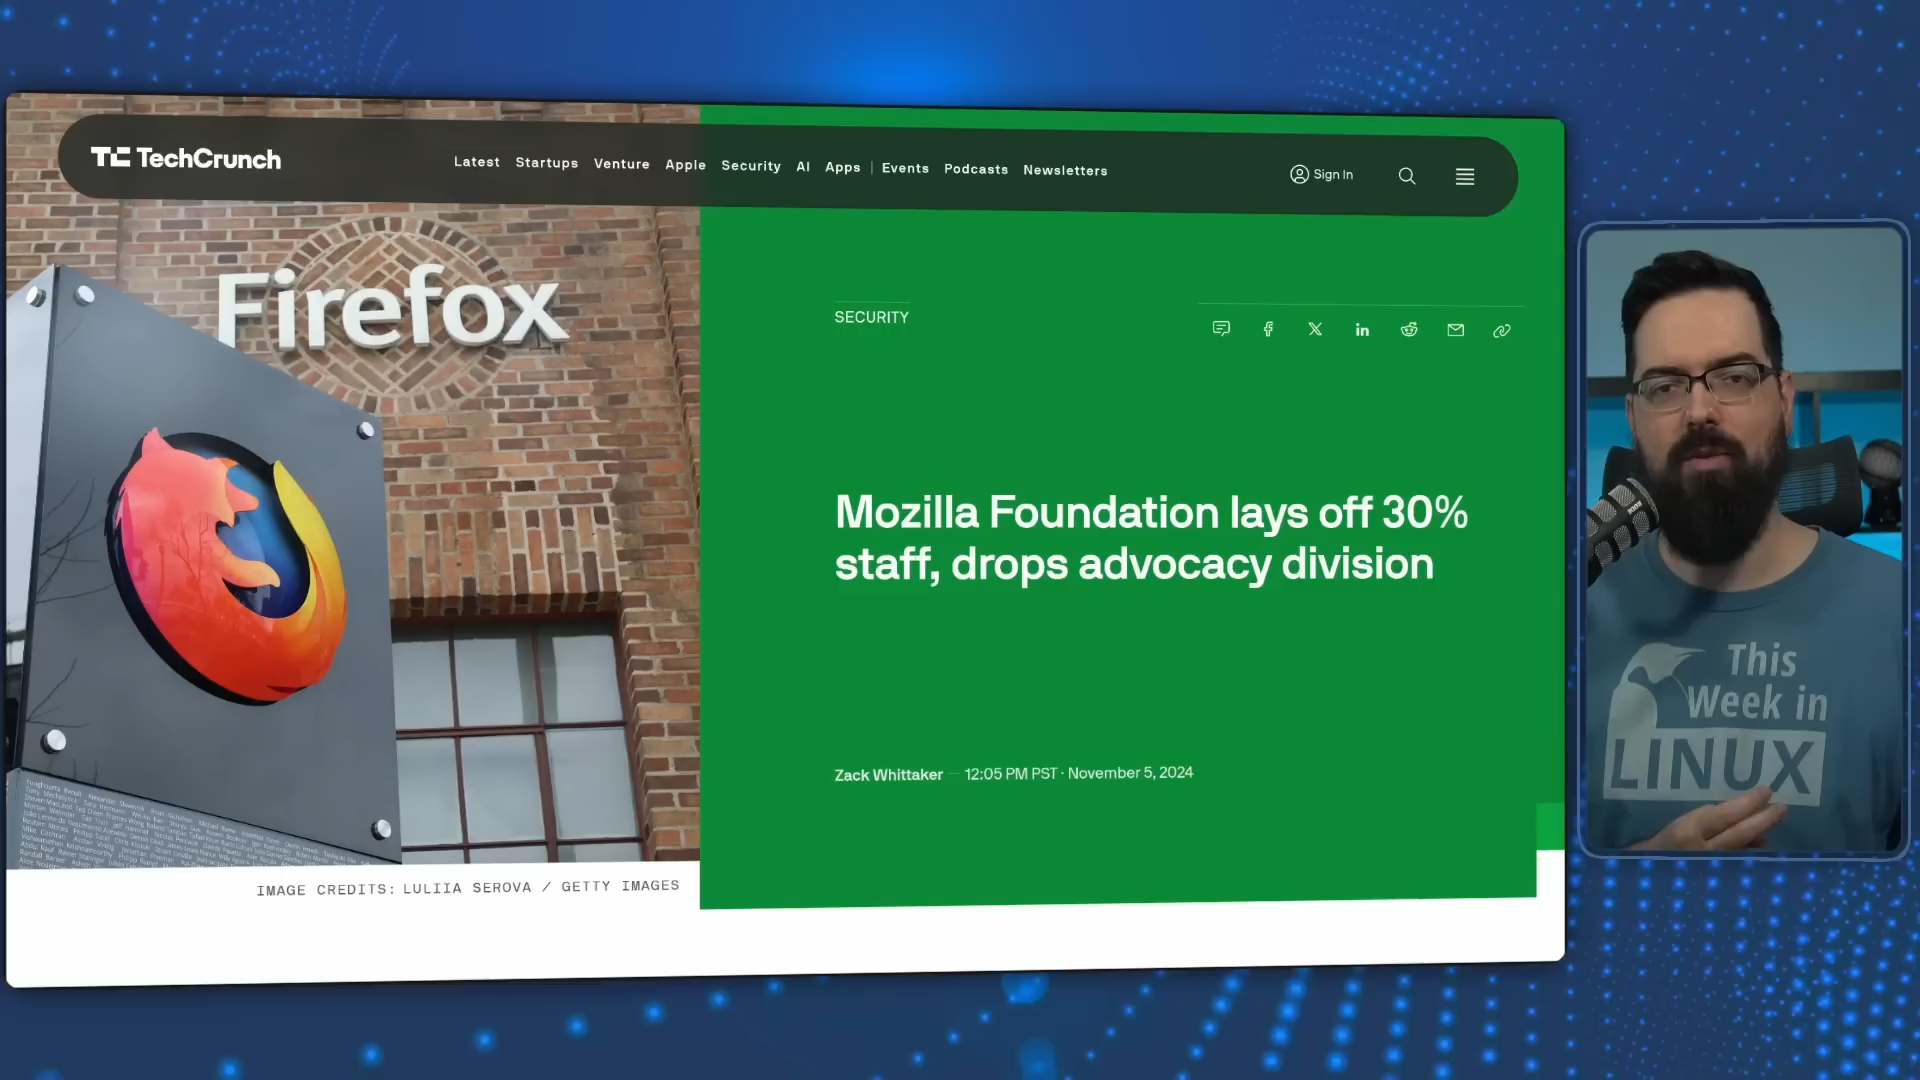 TechCrunch
Latest Startups Venture Apple Security AI Apps | Events Podcasts Newsletters
Sign In
Firefox
SECURITY
Mozilla Foundation lays off 30%
staff, drops advocacy division
Zack Whittaker — 12:05 PM PST · November 5, 2024
IMAGE CREDITS: LULIIA SEROVA / GETTY IMAGES
This
Week in
LINUX